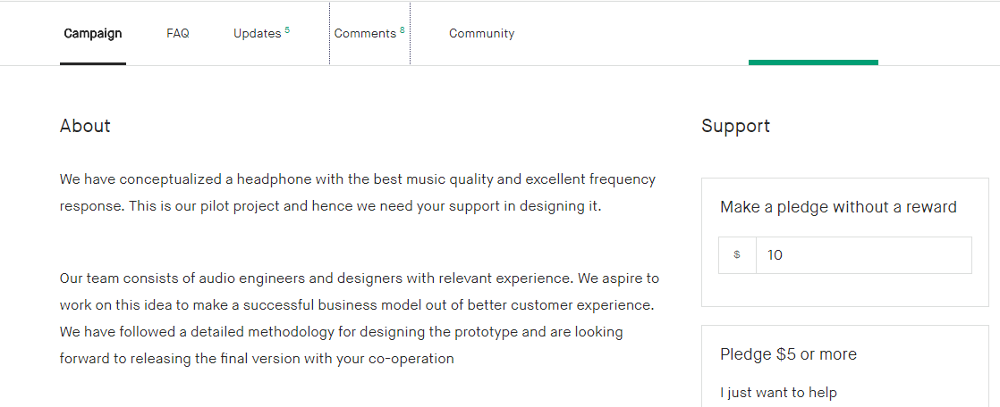 Campaign FAQ Updates 5 Comments 8 Community
About
We have conceptualized a headphone with the best music quality and excellent frequency
response. This is our pilot project and hence we need your support in designing it.
Our team consists of audio engineers and designers with relevant experience. We aspire to
work on this idea to make a successful business model out of better customer experience.
We have followed a detailed methodology for designing the prototype and are looking
forward to releasing the final version with your co-operation
Support
Make a pledge without a reward
$ 10
Pledge $5 or more
I just want to help